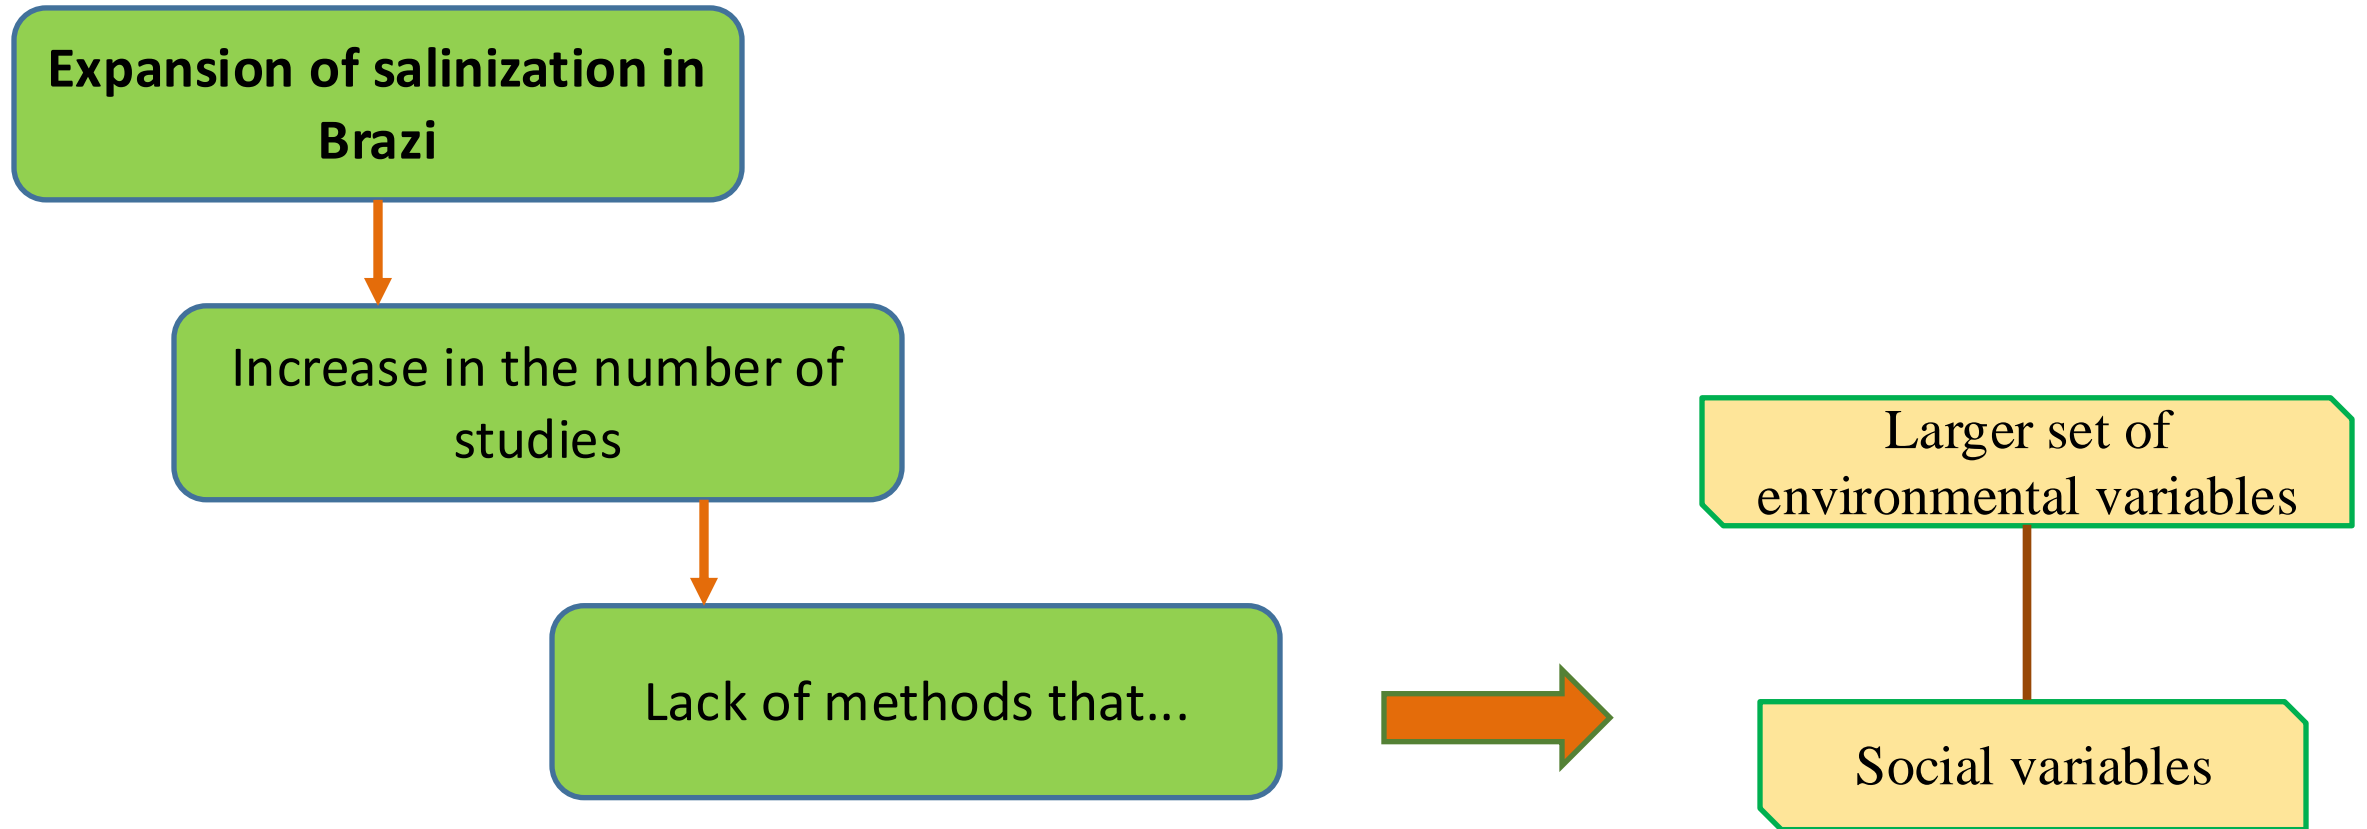 Expansion of salinization in
Brazi
Increase in the number of
studies
Lack of methods that...
Larger set of
environmental variables
Social variables